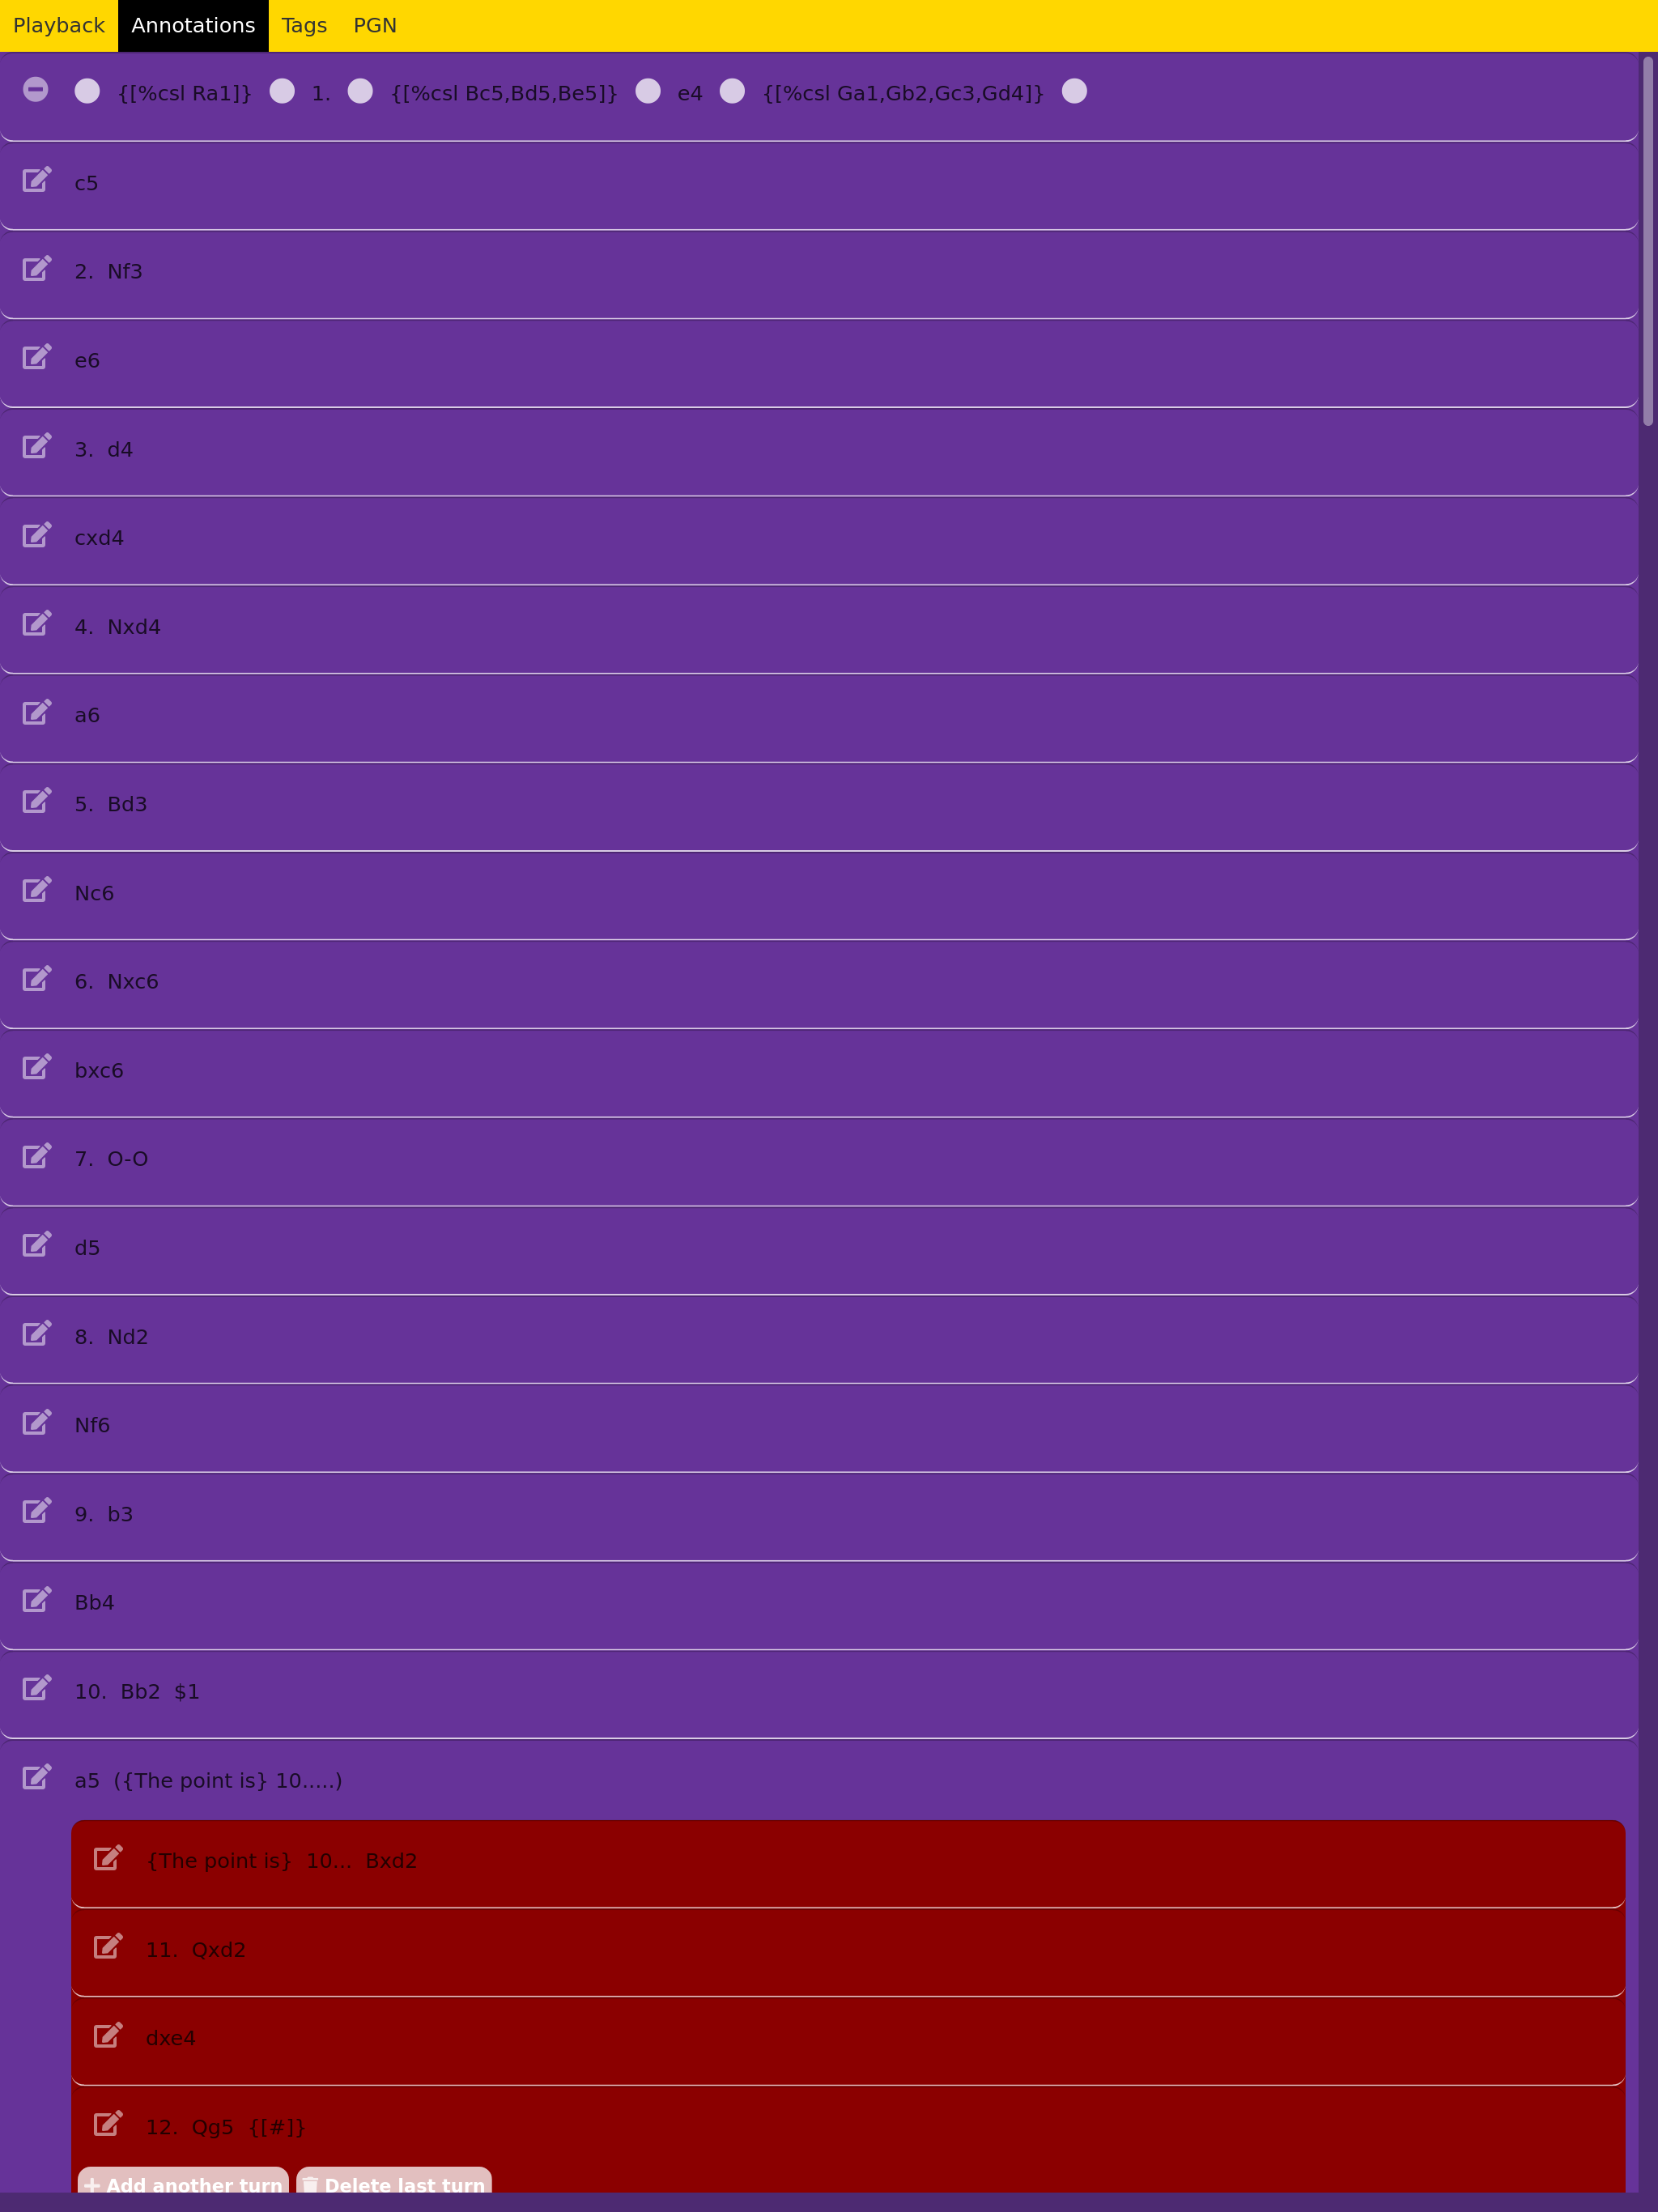 Playback Annotations Tags PGN
{[%csl Ra1]} 1. {[%csl Bc5,Bd5,Be5]} e4 {[%csl Ga1,Gb2,Gc3,Gd4]}
c5
2. Nf3
e6
3. d4
cxd4
4. Nxd4
a6
5. Bd3
Nc6
6. Nxc6
bxc6
7. O-O
d5
8. Nd2
Nf6
9. b3
Bb4
10. Bb2 $1
a5 ({The point is} 10.....)
{The point is} 10... Bxd2
11. Qxd2
dxe4
12. Qg5 {[#]}
Add another turn Delete last turn